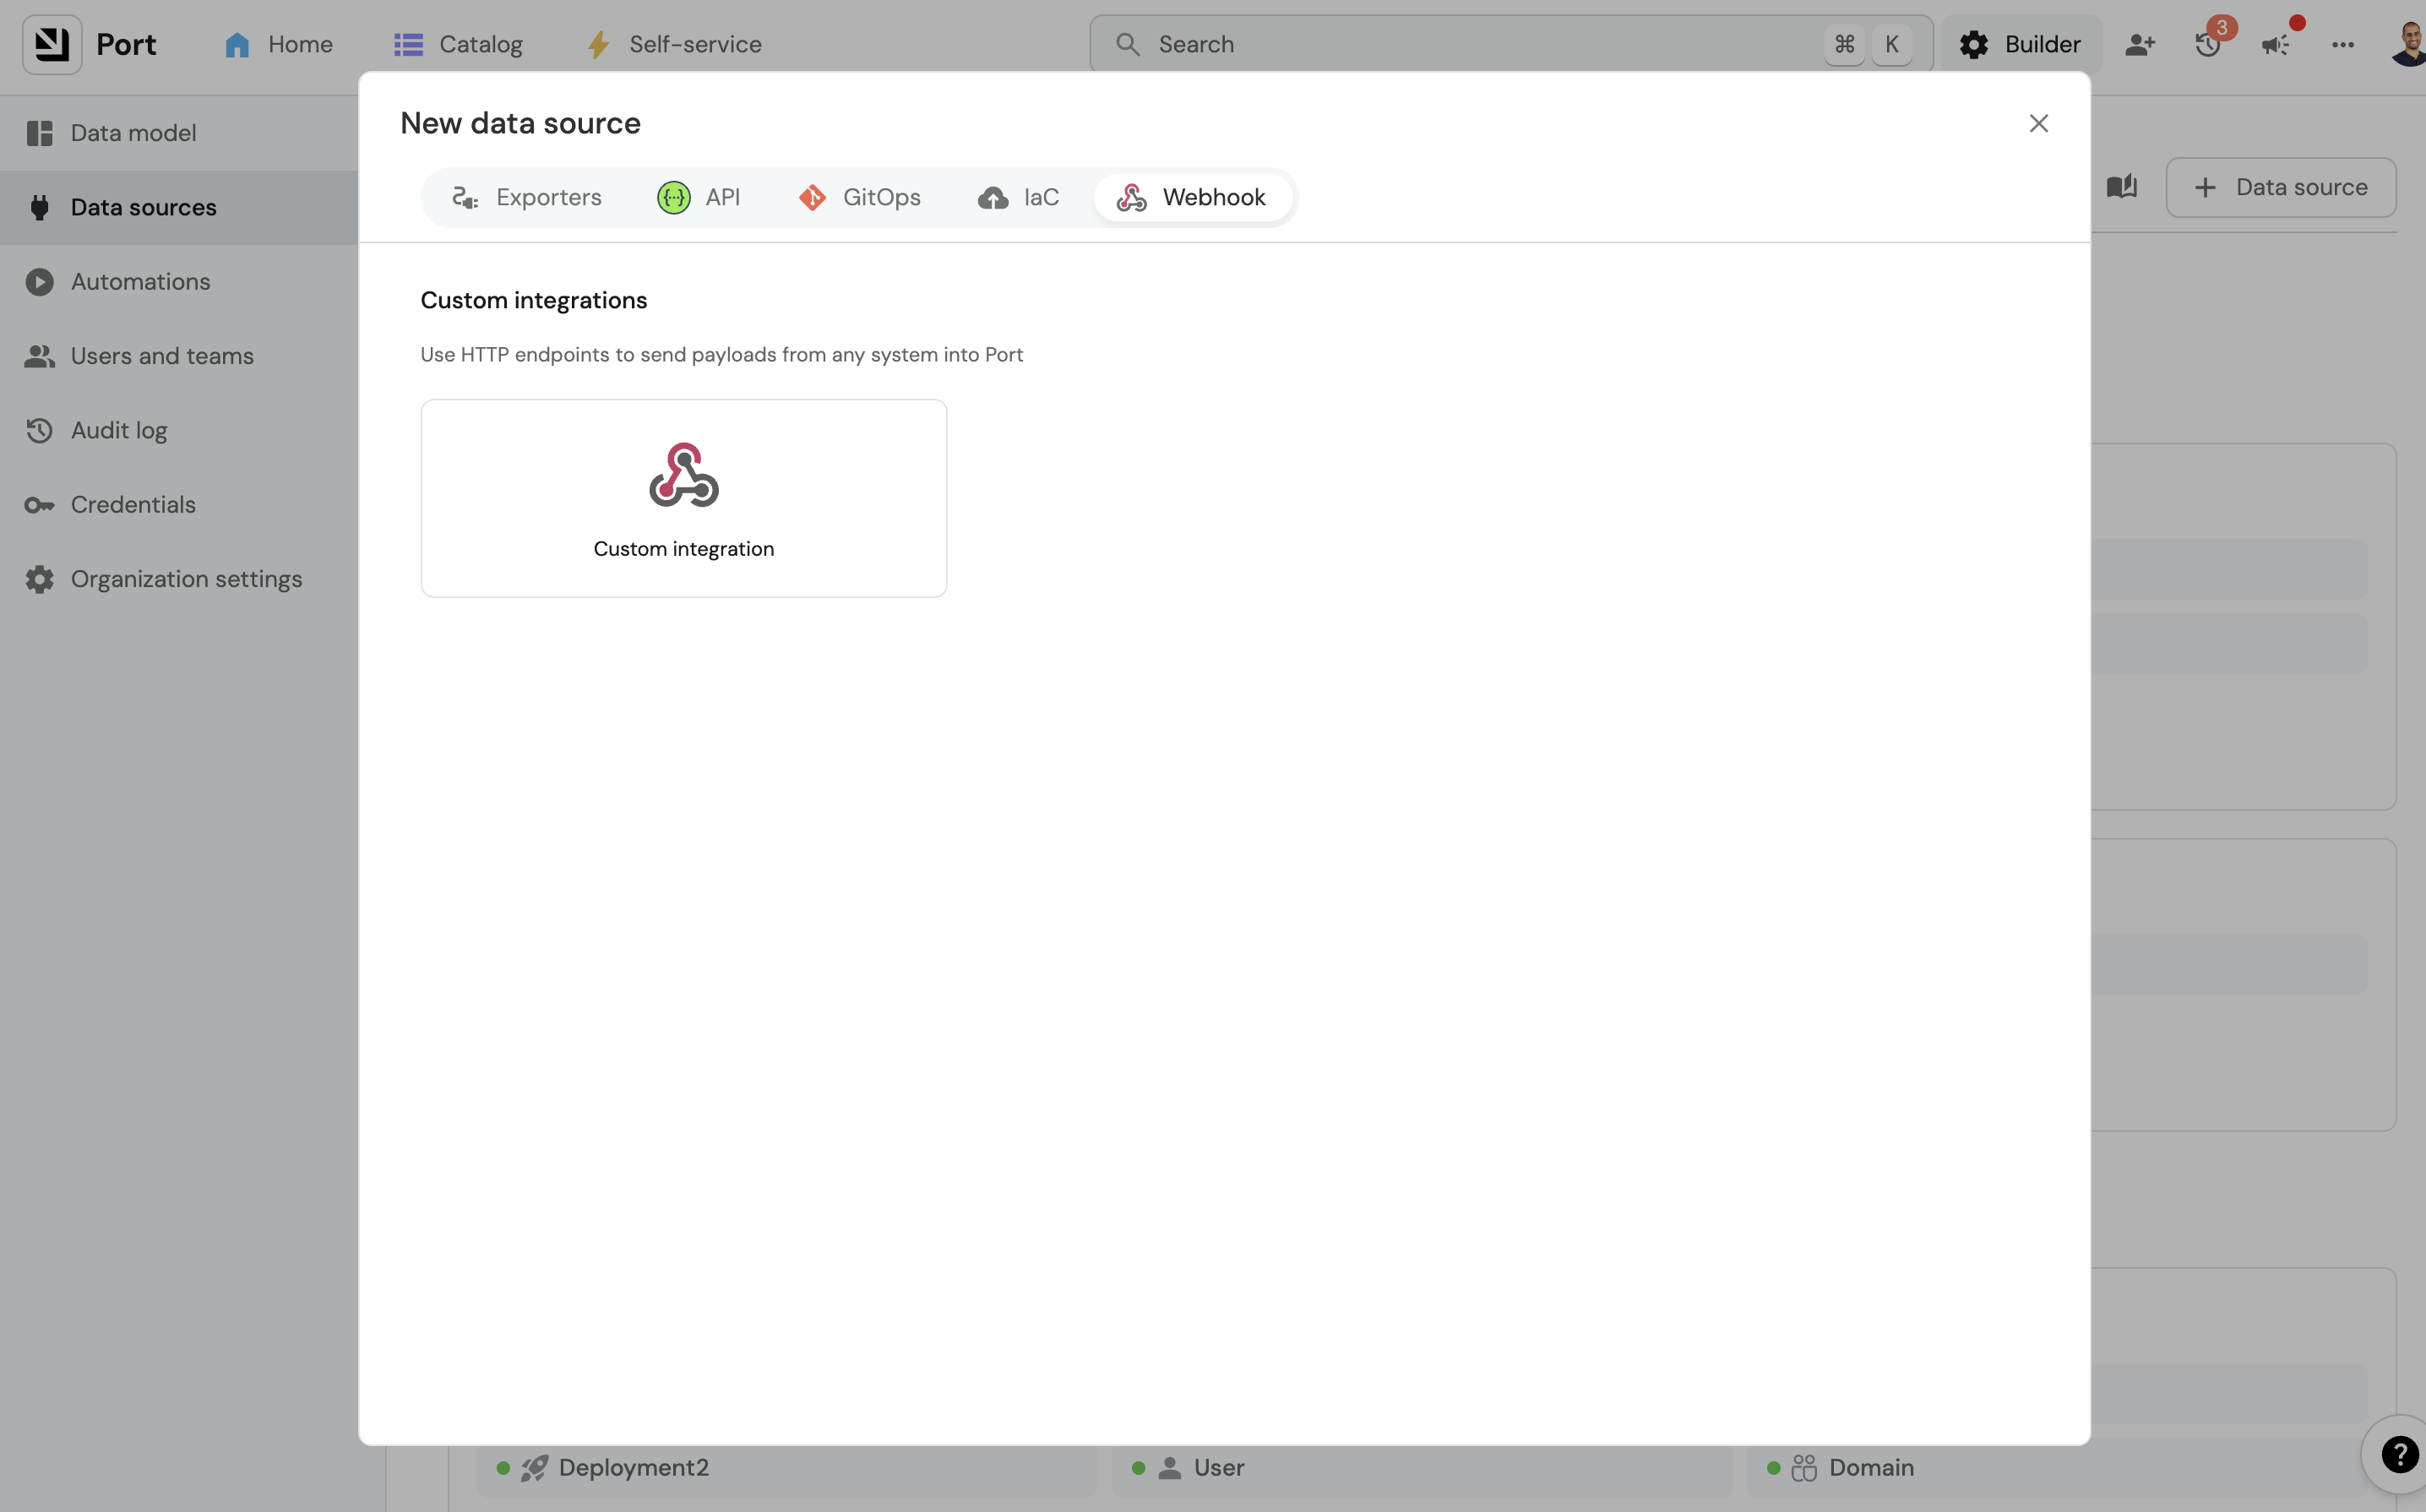 Port
Home
Catalog
Self-service
Search
⌘ K
Builder
3
New data source
Exporters
{···} API
GitOps
IaC
Webhook
Data model
Data sources
Automations
Users and teams
Audit log
Credentials
Organization settings
+ Data source
Custom integrations
Use HTTP endpoints to send payloads from any system into Port
Custom integration
Deployment2
User
Domain
?